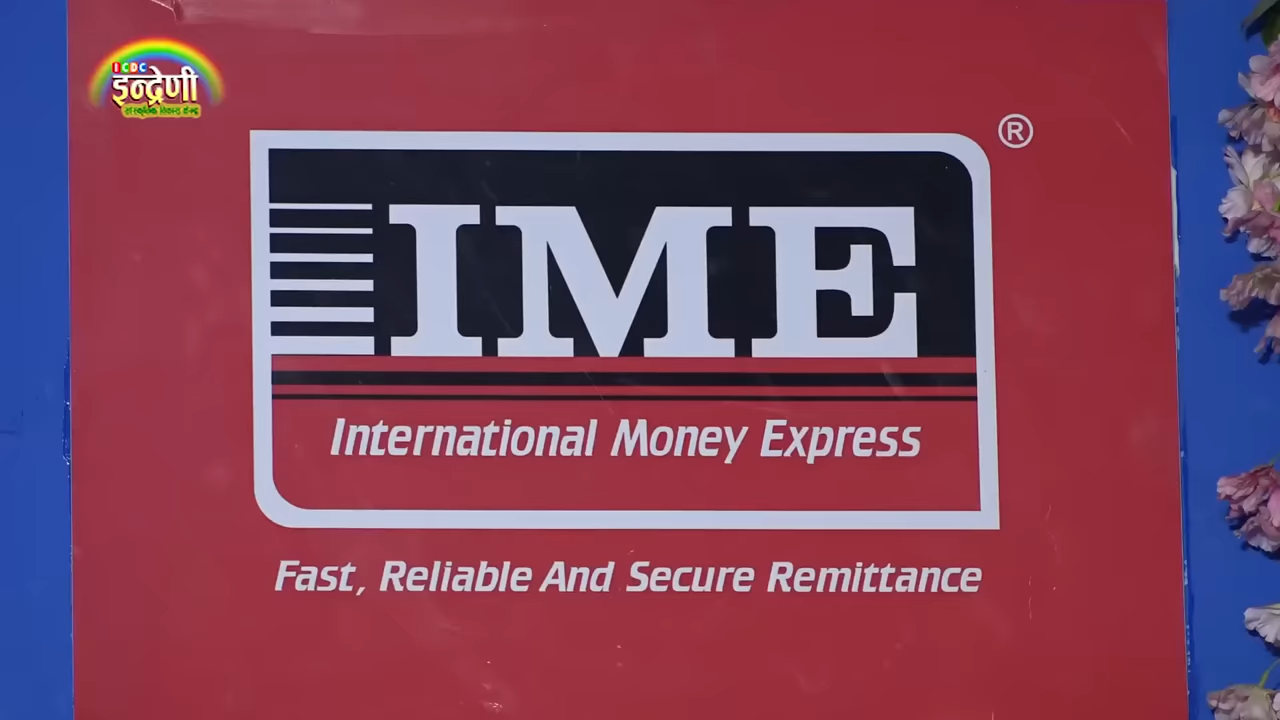 ICDC
इन्द्रेणी
®
IME
International Money Express
Fast, Reliable And Secure Remittance